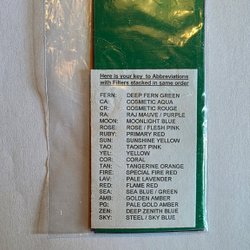 Here is your key to Abbreviations
with Filters stacked in same order
FERN: DEEP FERN GREEN
CA: COSMETIC AQUA
CR: COSMETIC ROUGE
RA: RAJ MAUVE / PURPLE
MOON: MOONLIGHT BLUE
ROSE: ROSE / FLESH PINK
RUBY: PRIMARY RED
SUN: SUNSHINE YELLOW
TAO: TAOIST PINK
YEL: YELLOW
COR: CORAL
TAN: TANGERINE ORANGE
FIRE: SPECIAL FIRE RED
LAV: PALE LAVENDER
RED: FLAME RED
SEA: SEA BLUE / GREEN
AMB: GOLDEN AMBER
PG: PALE GOLD AMBER
ZEN: DEEP ZENITH BLUE
SKY: STEEL / SKY BLUE